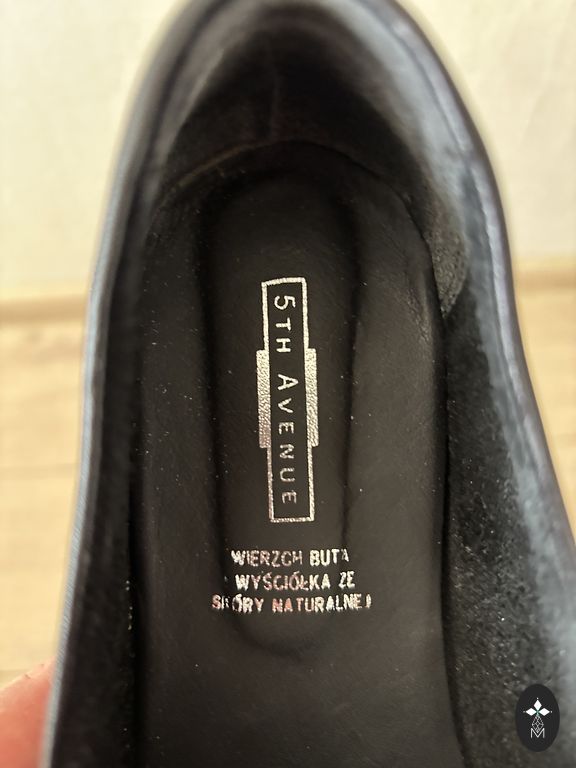 5TH AVENUE
WIERZCH BUTA
WYŚCIÓŁKA ZE
SKÓRY NATURALNEJ
M